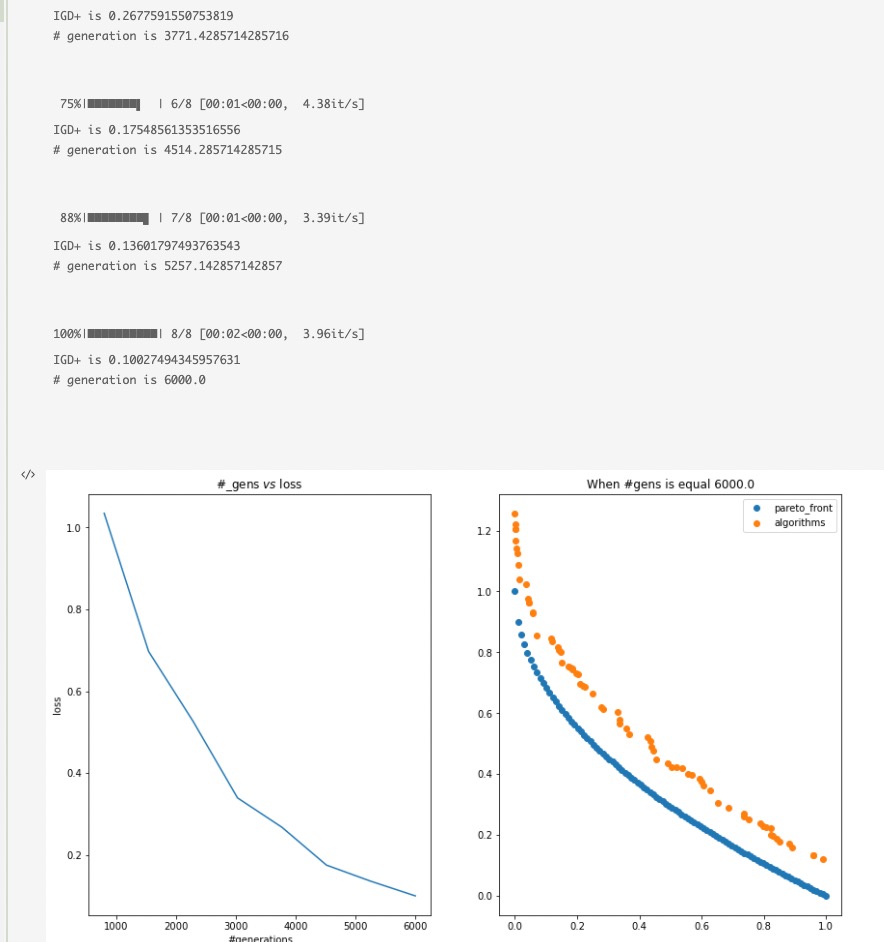 IGD+ is 0.2677591550753819
# generation is 3771.4285714285716
75%| | 6/8 [00:01<00:00, 4.38it/s]
IGD+ is 0.17548561353516556
# generation is 4514.285714285715
88%| | 7/8 [00:01<00:00, 3.39it/s]
IGD+ is 0.13601797493763543
# generation is 5257.142857142857
100%| | 8/8 [00:02<00:00, 3.96it/s]
IGD+ is 0.10027494345957631
# generation is 6000.0
</>
#_gens vs loss
1.0
0.8
0.6
0.4
0.2
loss
1000 2000 3000 4000 5000 6000
#generations
When #gens is equal 6000.0
pareto_front
algorithms
1.2
1.0
0.8
0.6
0.4
0.2
0.0
0.0 0.2 0.4 0.6 0.8 1.0